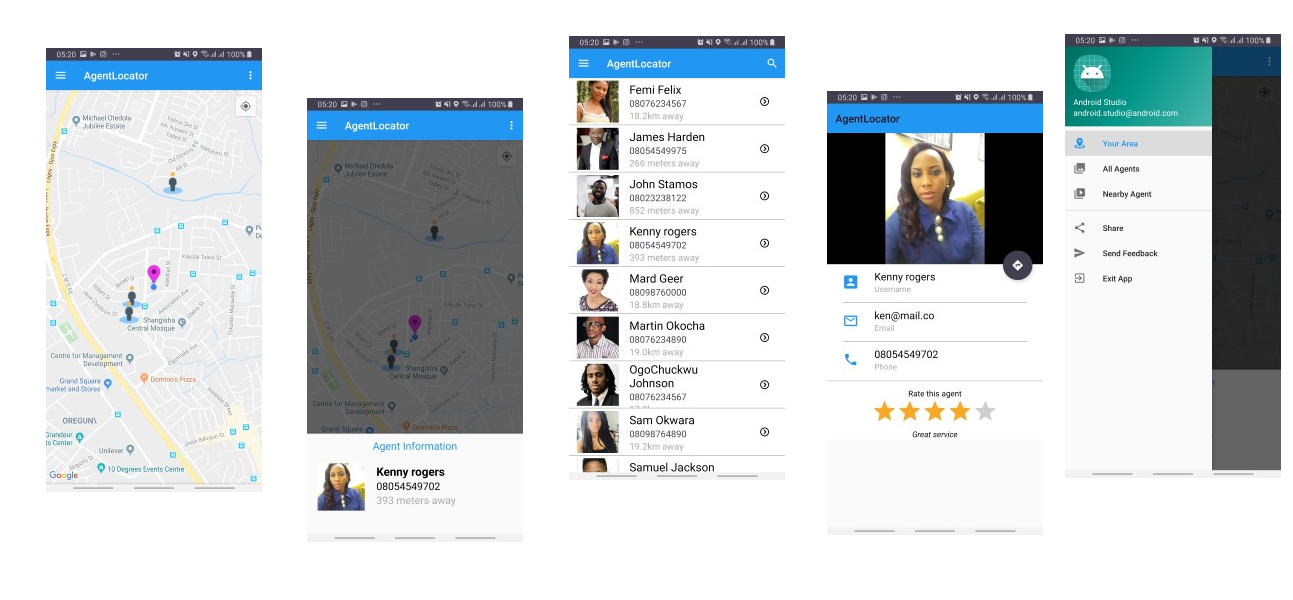 05:20 ··· 100%
AgentLocator
Michael Otedola
Jubilee Estate
Shangisha
Central Mosque
Centre for Management
Development
Grand Square
market and Stores
Dominos Pizza
OREGUN\
Grandeur
ts Center
Unilever
10 Degrees Events Centre
Google
05:20 ··· 100%
AgentLocator
Michael Otedola
Jubilee Estate
Shangisha
Central Mosque
Centre for Management
Development
Grand Square
Agent Information
Kenny rogers
08054549702
393 meters away
05:20 ··· 100%
AgentLocator
Femi Felix
08076234567
18.2km away
James Harden
08054549975
266 meters away
John Stamos
08023238122
852 meters away
Kenny rogers
08054549702
393 meters away
Mard Geer
08098760000
18.8km away
Martin Okocha
08076234890
19.0km away
OgoChuckwu
Johnson
08076234567
Sam Okwara
08098764890
19.2km away
Samuel Jackson
05:20 ··· 100%
AgentLocator
Kenny rogers
Username
ken@mail.co
Email
08054549702
Phone
Rate this agent
Great service
05:20 ··· 100%
Android Studio
android.studio@android.com
Your Area
All Agents
Nearby Agent
Share
Send Feedback
Exit App